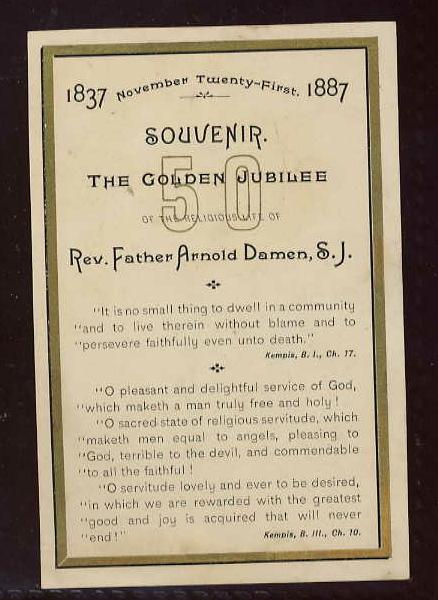 1837 November Twenty-First. 1887
SOUVENIR.
50
THE GOLDEN JUBILEE
OF THE RELIGIOUS LIFE OF
Rev. Father Arnold Damen, S.J.
"It is no small thing to dwell in a community
"and to live therein without blame and to
"persevere faithfully even unto death."
Kempis, B. I., Ch. 17.
"O pleasant and delightful service of God,
"which maketh a man truly free and holy!
"O sacred state of religious servitude, which
"maketh men equal to angels, pleasing to
"God, terrible to the devil, and commendable
"to all the faithful!
"O servitude lovely and ever to be desired,
"in which we are rewarded with the greatest
"good and joy is acquired that will never
"end!"
Kempis, B. III., Ch. 10.